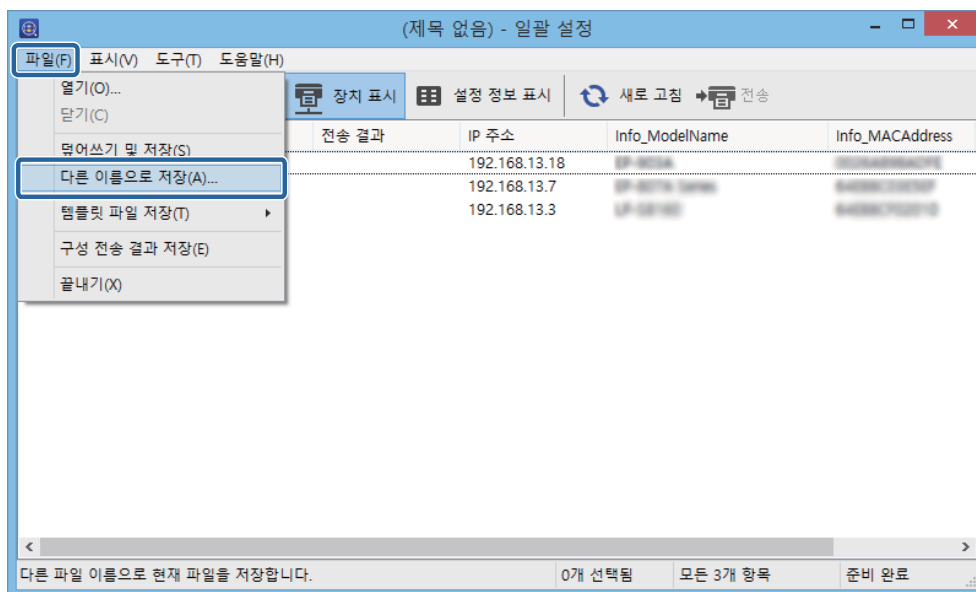 (제목 없음) - 일괄 설정
파일(F) 표시(V) 도구(T) 도움말(H)
열기(O)...
닫기(C)
덮어쓰기 및 저장(S)
다른 이름으로 저장(A)...
템플릿 파일 저장(T)
구성 전송 결과 저장(E)
끝내기(X)
장치 표시 설정 정보 표시 새로 고침 전송
전송 결과 IP 주소 Info_ModelName Info_MACAddress
192.168.13.18
192.168.13.7
192.168.13.3
다른 파일 이름으로 현재 파일을 저장합니다. 0개 선택됨 모든 3개 항목 준비 완료